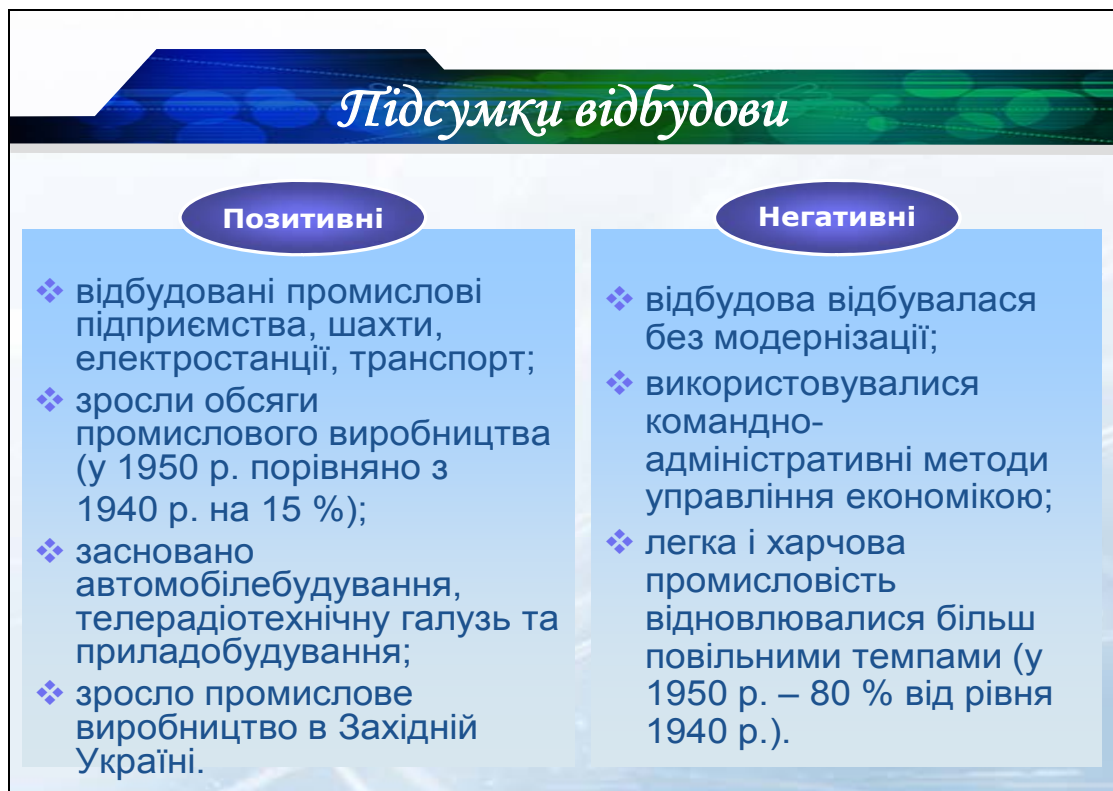 Підсумки відбудови
Позитивні
відбудовані промислові
підприємства, шахти,
електростанції, транспорт;
зросли обсяги
промислового виробництва
(у 1950 р. порівняно з
1940 р. на 15 %);
засновано
автомобілебудування,
телерадіотехнічну галузь та
приладобудування;
зросло промислове
виробництво в Західній
Україні.
Негативні
відбудова відбувалася
без модернізації;
використовувалися
командно-
адміністративні методи
управління економікою;
легка і харчова
промисловість
відновлювалися більш
повільними темпами (у
1950 р. – 80 % від рівня
1940 р.).